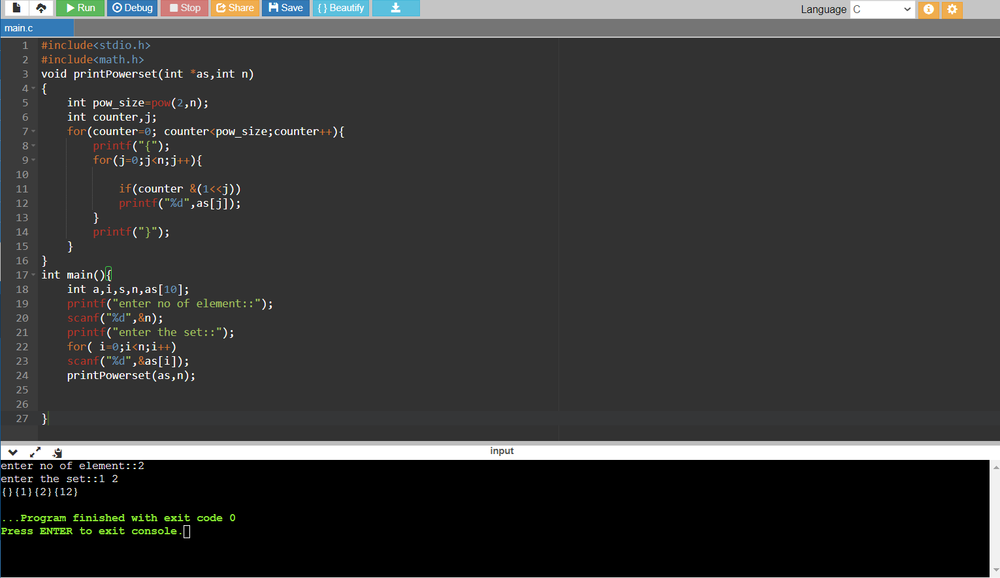 Run Debug Stop Share Save { } Beautify Language C
main.c
1 #include<stdio.h>
2 #include<math.h>
3 void printPowerset(int *as,int n)
4 {
5     int pow_size=pow(2,n);
6     int counter,j;
7     for(counter=0; counter<pow_size;counter++){
8         printf("{");
9         for(j=0;j<n;j++){
10
11             if(counter &(1<<j))
12             printf("%d",as[j]);
13         }
14         printf("}");
15     }
16 }
17 int main(){
18     int a,i,s,n,as[10];
19     printf("enter no of element::");
20     scanf("%d",&n);
21     printf("enter the set::");
22     for( i=0;i<n;i++)
23     scanf("%d",&as[i]);
24     printPowerset(as,n);
25
26
27 }
input
enter no of element::2
enter the set::1 2
{}{1}{2}{12}
...Program finished with exit code 0
Press ENTER to exit console.